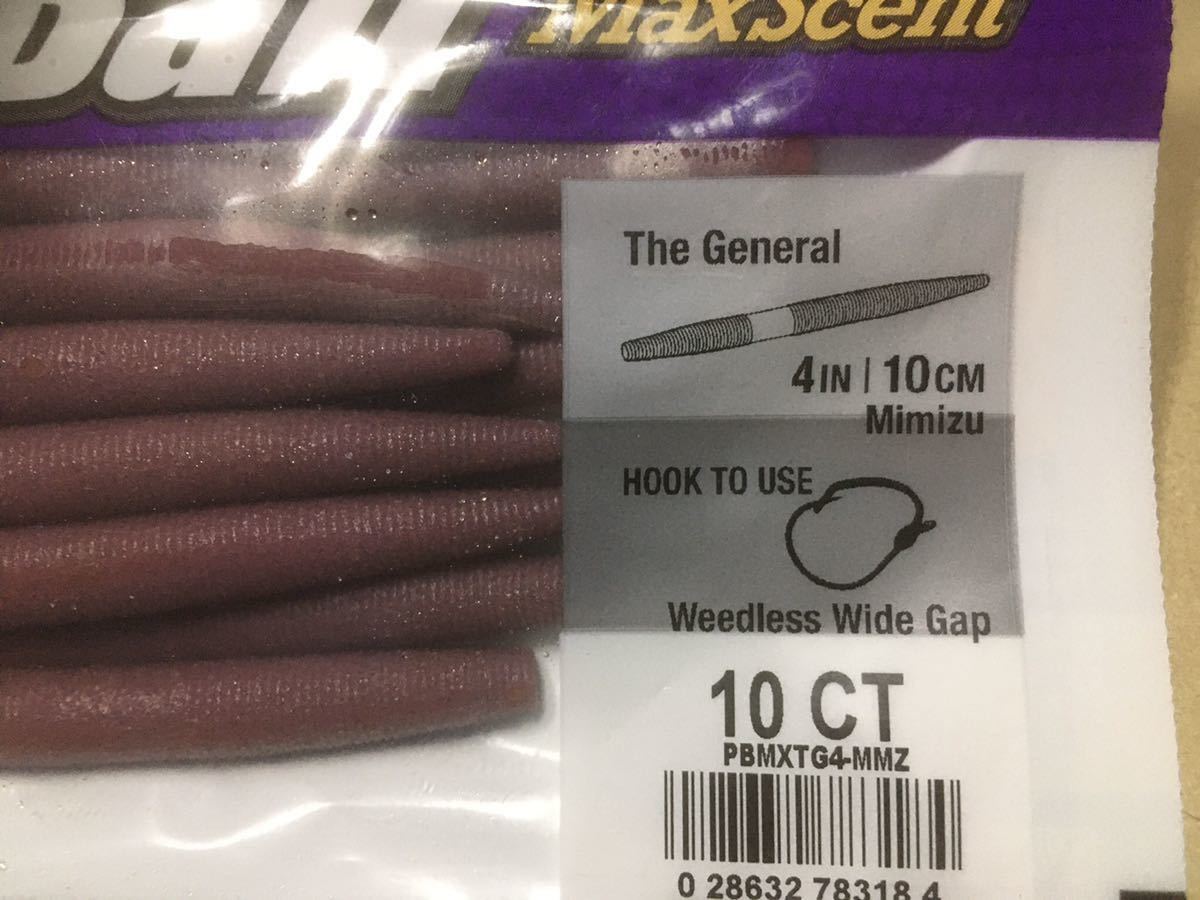 Bait
MaxScent
The General
4IN | 10CM
Mimizu
HOOK TO USE
Weedless Wide Gap
10 CT
PBMXTG4-MMZ
0 28632 78318 4